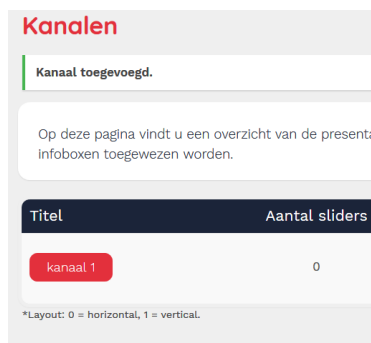 Kanalen
Kanaal toegevoegd.
Op deze pagina vindt u een overzicht van de
infoboxen toegewezen worden.
Titel Aantal sliders
kanaal 1 0
*Layout: 0 = horizontal, 1 = vertical.